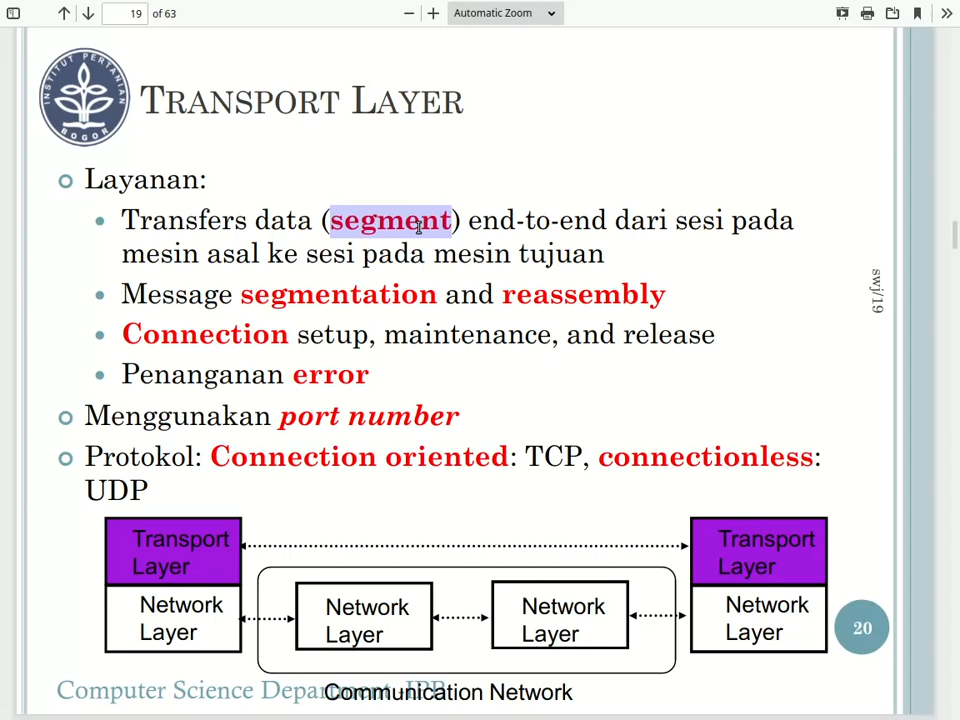 19 of 63 Automatic Zoom
INSTITUT PERTANIAN
BOGOR
TRANSPORT LAYER
Layanan:
Transfers data (segment) end-to-end dari sesi pada
mesin asal ke sesi pada mesin tujuan
Message segmentation and reassembly
Connection setup, maintenance, and release
Penanganan error
Menggunakan port number
Protokol: Connection oriented: TCP, connectionless:
UDP
swj/19
Transport
Layer
Network
Layer
Network
Layer
Network
Layer
Transport
Layer
Network
Layer
20
Computer Science Department-IPB
Communication Network